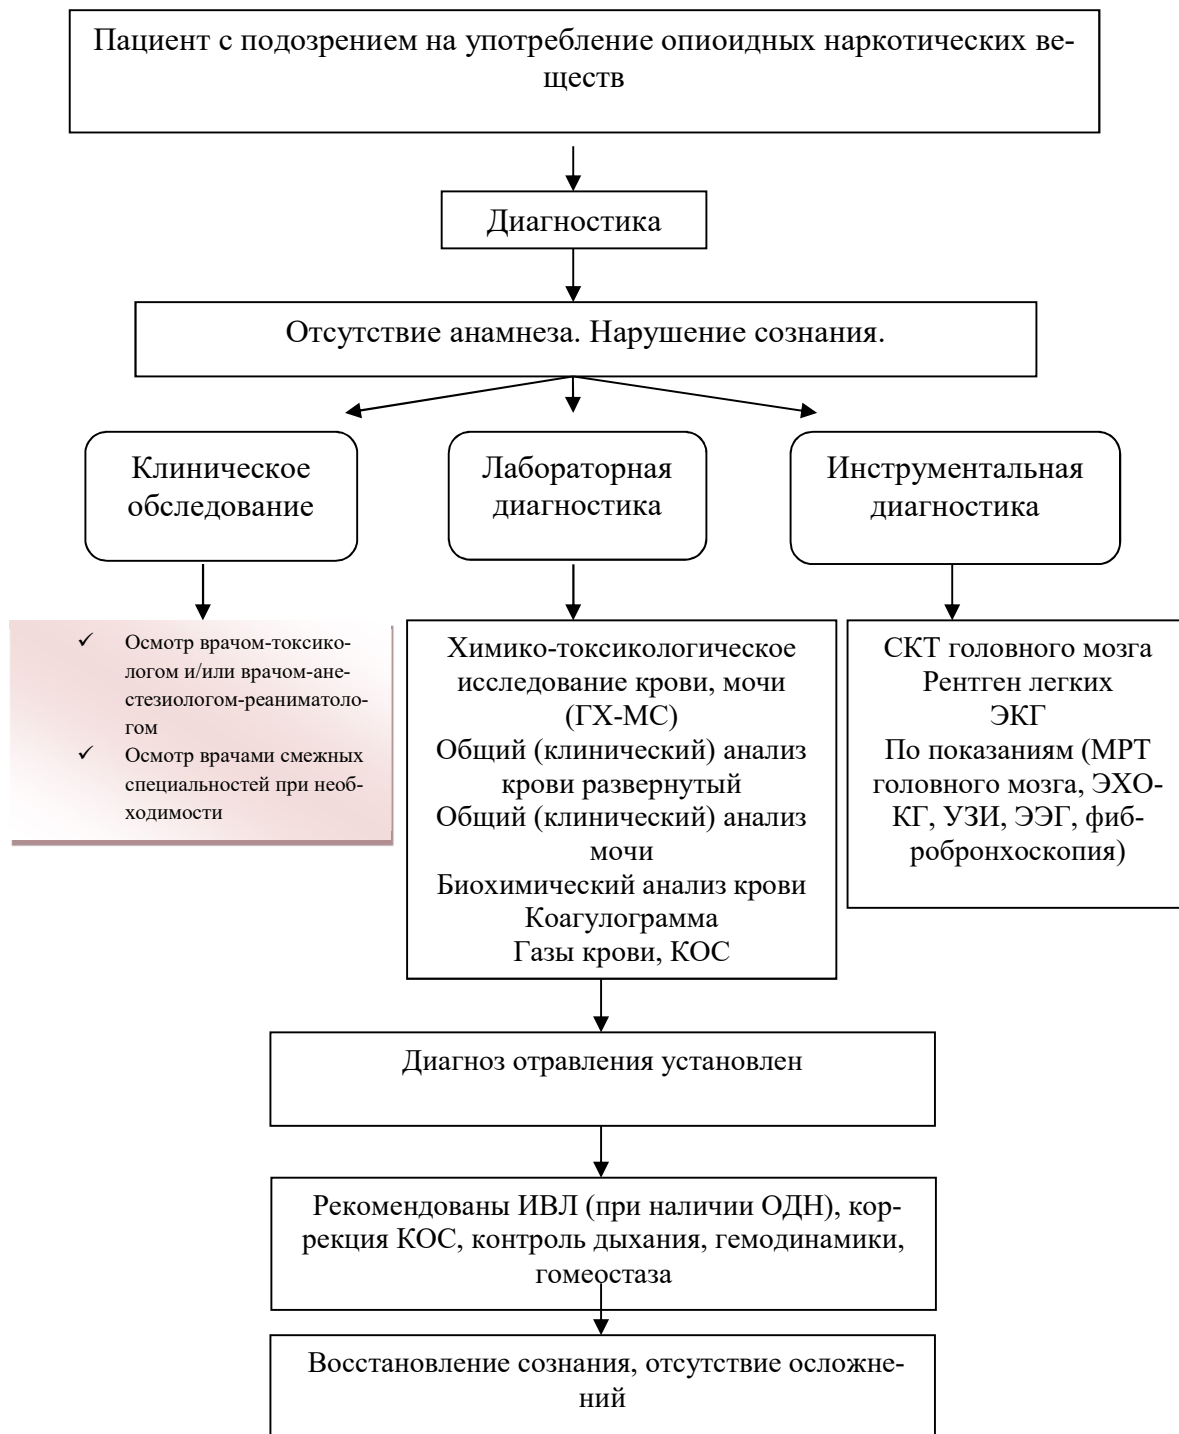 Пациент с подозрением на употребление опиоидных наркотических ве-
ществ
Диагностика
Отсутствие анамнеза. Нарушение сознания.
Клиническое
обследование
Лабораторная
диагностика
Инструментальная
диагностика
✓ Осмотр врачом-токсико-
логом и/или врачом-ане-
стезиологом-реаниматоло-
гом
✓ Осмотр врачами смежных
специальностей при необ-
ходимости
Химико-токсикологическое
исследование крови, мочи
(ГХ-МС)
Общий (клинический) анализ
крови развернутый
Общий (клинический) анализ
мочи
Биохимический анализ крови
Коагулограмма
Газы крови, КОС
СКТ головного мозга
Рентген легких
ЭКГ
По показаниям (МРТ
головного мозга, ЭХО-
КГ, УЗИ, ЭЭГ, фиб-
робронхоскопия)
Диагноз отравления установлен
Рекомендованы ИВЛ (при наличии ОДН), кор-
рекция КОС, контроль дыхания, гемодинамики,
гомеостаза
Восстановление сознания, отсутствие осложне-
ний